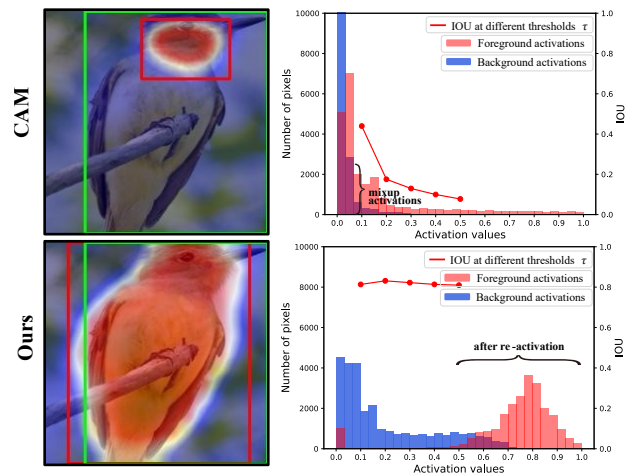 CAM
Number of pixels
10000
8000
6000
4000
2000
0
IOU at different thresholds τ
Foreground activations
Background activations
mixup
activations
1.0
0.8
0.6
0.4
0.2
0.0
IOU
0.0 0.1 0.2 0.3 0.4 0.5 0.6 0.7 0.8 0.9 1.0
Activation values
Ours
Number of pixels
10000
8000
6000
4000
2000
0
IOU at different thresholds τ
Foreground activations
Background activations
after re-activation
1.0
0.8
0.6
0.4
0.2
0.0
IOU
0.0 0.1 0.2 0.3 0.4 0.5 0.6 0.7 0.8 0.9 1.0
Activation values